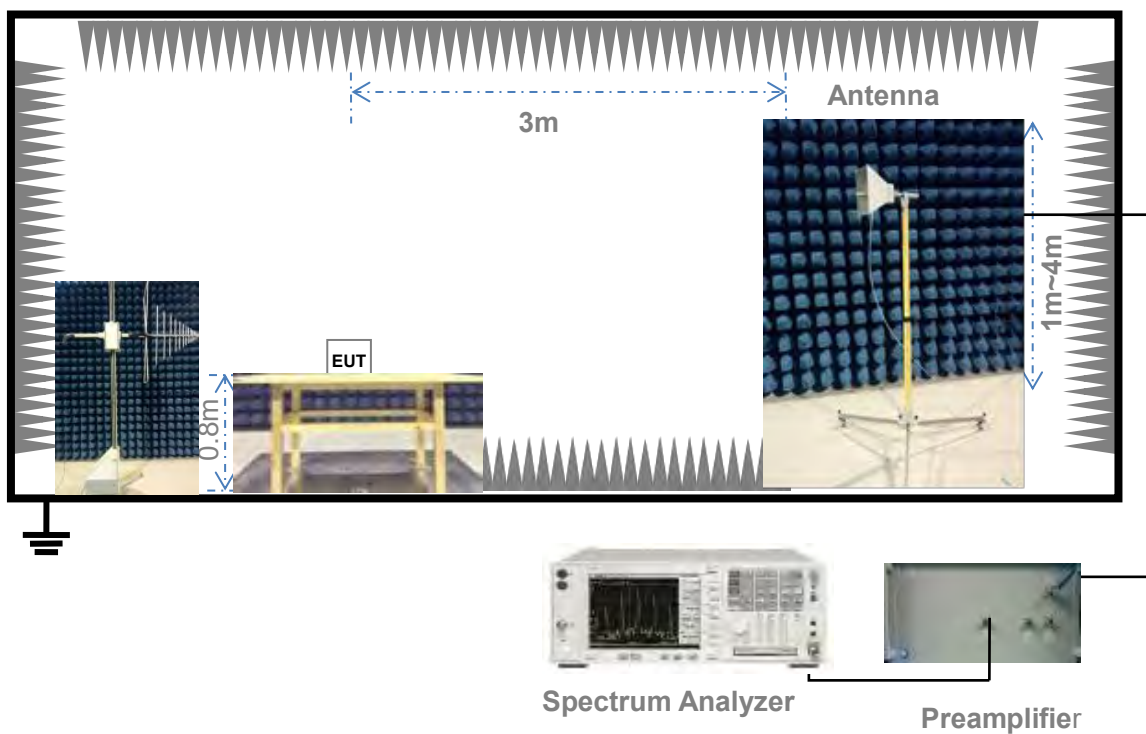 Antenna
3m
1m~4m
EUT
0.8m
Spectrum Analyzer
Preamplifier